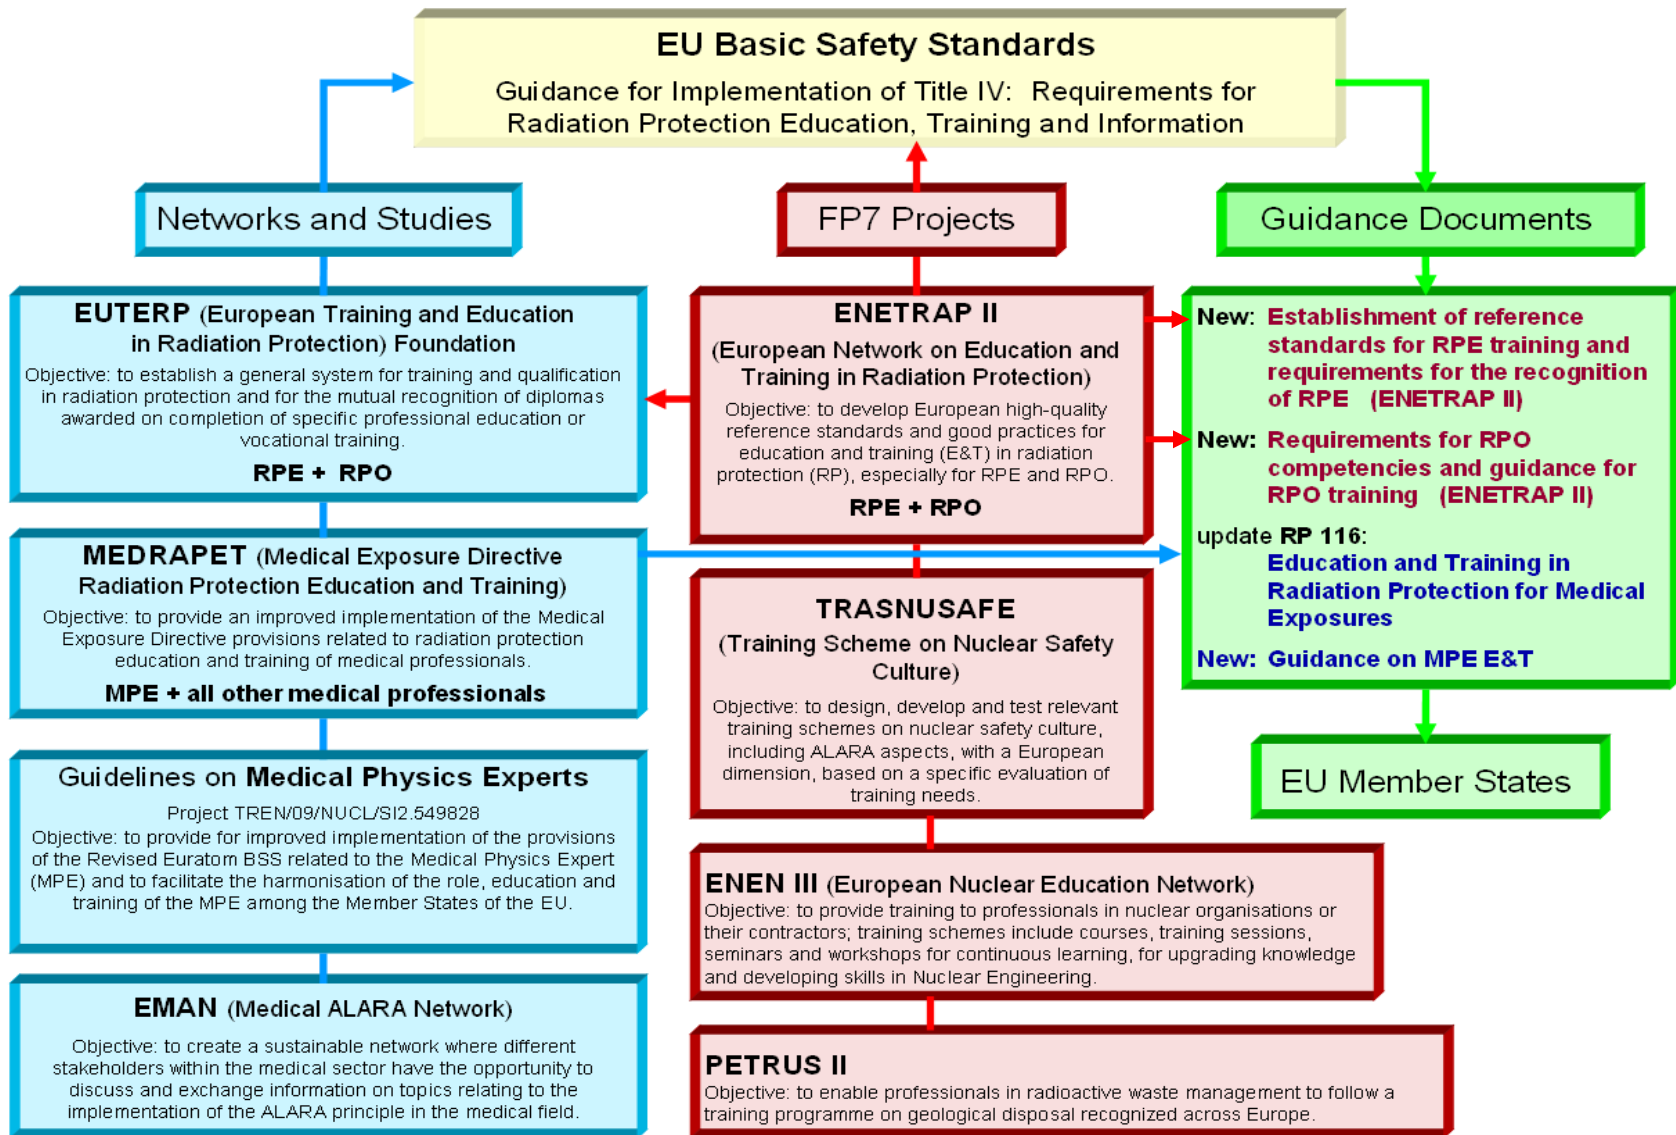 EU Basic Safety Standards
Guidance for Implementation of Title IV: Requirements for
Radiation Protection Education, Training and Information
Networks and Studies
EUTERP (European Training and Education
in Radiation Protection) Foundation
Objective: to establish a general system for training and qualification
in radiation protection and for the mutual recognition of diplomas
awarded on completion of specific professional education or
vocational training.
RPE + RPO
MEDRAPET (Medical Exposure Directive
Radiation Protection Education and Training)
Objective: to provide an improved implementation of the Medical
Exposure Directive provisions related to radiation protection
education and training of medical professionals.
MPE + all other medical professionals
Guidelines on Medical Physics Experts
Project TREN/09/NUCL/SI2.549828
Objective: to provide for improved implementation of the provisions
of the Revised Euratom BSS related to the Medical Physics Expert
(MPE) and to facilitate the harmonisation of the role, education and
training of the MPE among the Member States of the EU.
EMAN (Medical ALARA Network)
Objective: to create a sustainable network where different
stakeholders within the medical sector have the opportunity to
discuss and exchange information on topics relating to the
implementation of the ALARA principle in the medical field.
FP7 Projects
ENETRAP II
(European Network on Education and
Training in Radiation Protection)
Objective: to develop European high-quality
reference standards and good practices for
education and training (E&T) in radiation
protection (RP), especially for RPE and RPO.
RPE + RPO
TRASNUSAFE
(Training Scheme on Nuclear Safety
Culture)
Objective: to design, develop and test relevant
training schemes on nuclear safety culture,
including ALARA aspects, with a European
dimension, based on a specific evaluation of
training needs.
ENEN III (European Nuclear Education Network)
Objective: to provide training to professionals in nuclear organisations or
their contractors; training schemes include courses, training sessions,
seminars and workshops for continuous learning, for upgrading knowledge
and developing skills in Nuclear Engineering.
PETRUS II
Objective: to enable professionals in radioactive waste management to follow a
training programme on geological disposal recognized across Europe.
Guidance Documents
New: Establishment of reference
standards for RPE training and
requirements for the recognition
of RPE (ENETRAP II)
New: Requirements for RPO
competencies and guidance for
RPO training (ENETRAP II)
update RP 116:
Education and Training in
Radiation Protection for Medical
Exposures
New: Guidance on MPE E&T
EU Member States